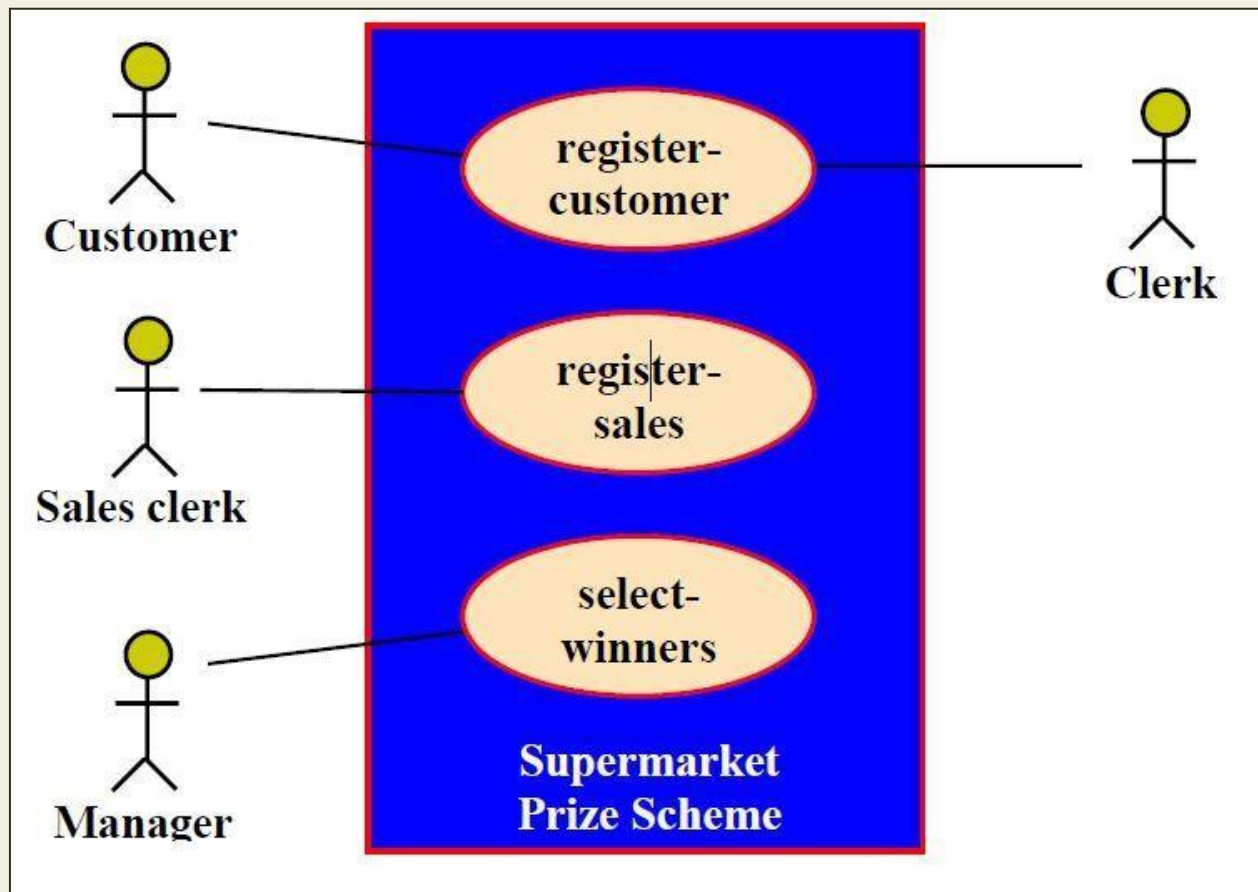 register-
customer
Customer
Clerk
register-
sales
Sales clerk
select-
winners
Manager
Supermarket
Prize Scheme